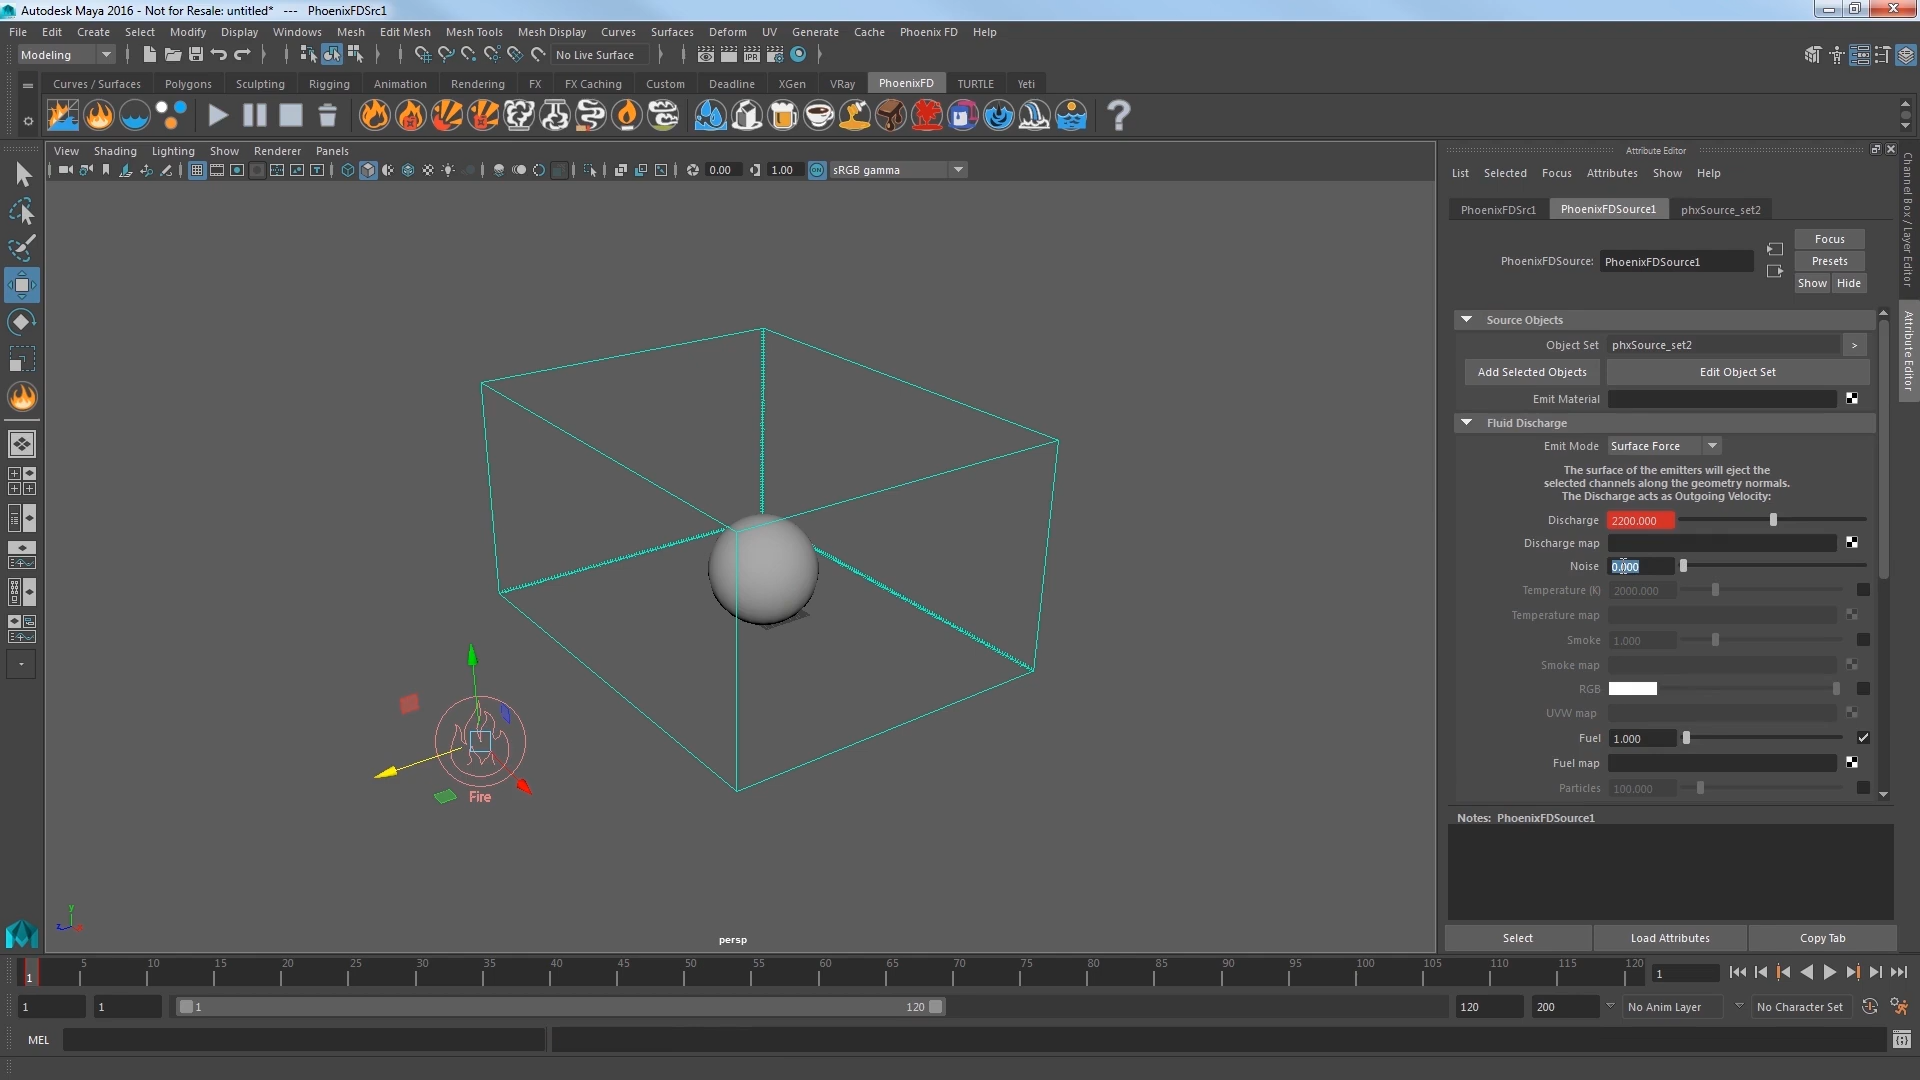 Autodesk Maya 2016 - Not for Resale: untitled* --- PhoenixFDSrc1
File Edit Create Select Modify Display Windows Mesh Edit Mesh Mesh Tools Mesh Display Curves Surfaces Deform UV Generate Cache Phoenix FD Help
Modeling No Live Surface IPR
Curves / Surfaces Polygons Sculpting Rigging Animation Rendering FX FX Caching Custom Deadline XGen VRay PhoenixFD TURTLE Yeti
View Shading Lighting Show Renderer Panels
0.00 1.00 ON sRGB gamma
Attribute Editor
List Selected Focus Attributes Show Help
PhoenixFDSrc1 PhoenixFDSource1 phxSource_set2
PhoenixFDSource: PhoenixFDSource1
Focus
Presets
Show Hide
Source Objects
Object Set phxSource_set2 >
Add Selected Objects Edit Object Set
Emit Material
Fluid Discharge
Emit Mode Surface Force
The surface of the emitters will eject the
selected channels along the geometry normals.
The Discharge acts as Outgoing Velocity:
Discharge 2200.000
Discharge map
Noise 0.000
Temperature (K) 2000.000
Temperature map
Smoke 1.000
Smoke map
RGB
UVW map
Fuel 1.000
Fuel map
Particles 100.000
Notes: PhoenixFDSource1
Select Load Attributes Copy Tab
Channel Box / Layer Editor
Attribute Editor
Fire
y
z
persp
1 5 10 15 20 25 30 35 40 45 50 55 60 65 70 75 80 85 90 95 100 105 110 115 120 1
1 1 1 120 120 200 No Anim Layer No Character Set
MEL